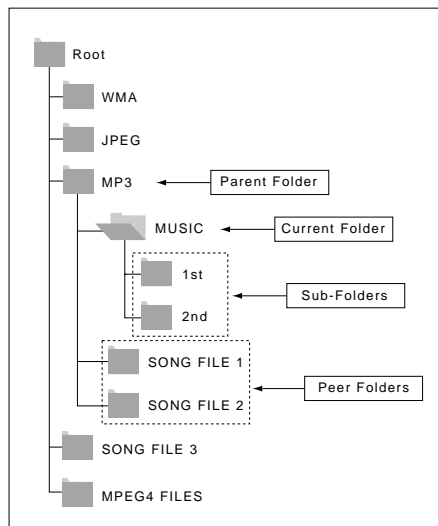 Root
WMA
JPEG
MP3
Parent Folder
MUSIC
Current Folder
1st
Sub-Folders
2nd
SONG FILE 1
Peer Folders
SONG FILE 2
SONG FILE 3
MPEG4 FILES